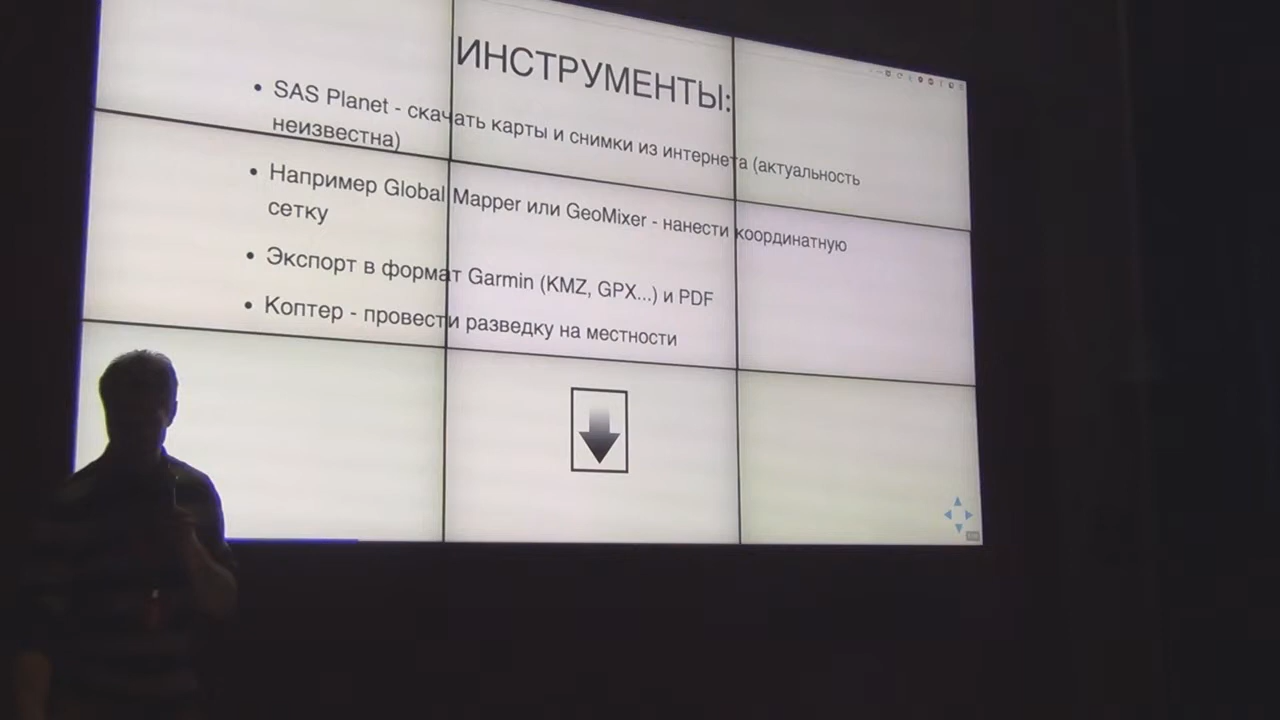 ИНСТРУМЕНТЫ:
• SAS Planet - скачать карты и снимки из интернета (актуальность
неизвестна)
• Например Global Mapper или GeoMixer - нанести координатную
сетку
• Экспорт в формат Garmin (KMZ, GPX...) и PDF
• Коптер - провести разведку на местности